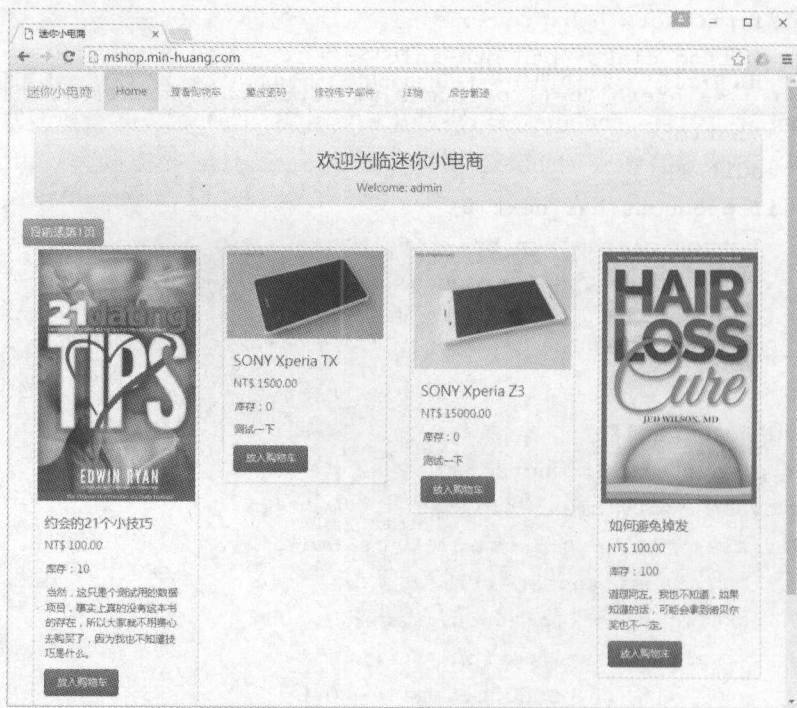 迷你小电商
mshop.min-huang.com
迷你小电商 Home 查看购物车 重设密码 修改电子邮件 注销 后台管理
欢迎光临迷你小电商
Welcome: admin
目前是第1页
21 dating
TIPS
EDWIN RYAN
约会的21个小技巧
NT$ 100.00
库存：10
当然，这只是个测试用的数据
项目，事实上真的没有这本书
的存在，所以大家就不用费心
去购买了，因为我也不知道技
巧是什么。
放入购物车
SONY Xperia TX
NT$ 1500.00
库存：0
测试一下
放入购物车
SONY Xperia Z3
NT$ 15000.00
库存：0
测试一下
放入购物车
HAIR
LOSS
Cure
JED WILSON, MD
如何避免掉发
NT$ 100.00
库存：100
道理同左。我也不知道，如果
知道的话，可能会拿到诺贝尔
奖也不一定。
放入购物车